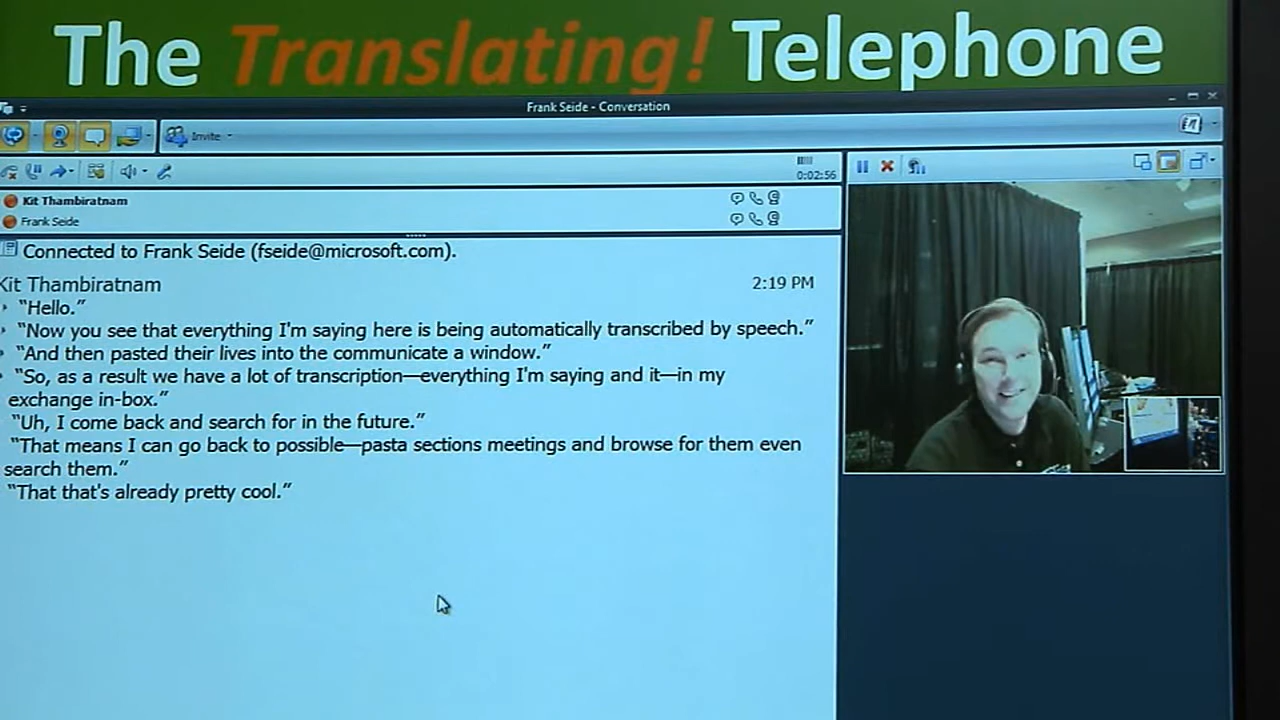 The Translating! Telephone
Frank Seide - Conversation
Invite
0:02:56
Kit Thambiratnam
Frank Seide
Connected to Frank Seide (fseide@microsoft.com).
Kit Thambiratnam 2:19 PM
“Hello.”
“Now you see that everything I'm saying here is being automatically transcribed by speech.”
“And then pasted their lives into the communicate a window.”
“So, as a result we have a lot of transcription—everything I'm saying and it—in my
exchange in-box.”
“Uh, I come back and search for in the future.”
“That means I can go back to possible—pasta sections meetings and browse for them even
search them.”
“That that's already pretty cool.”